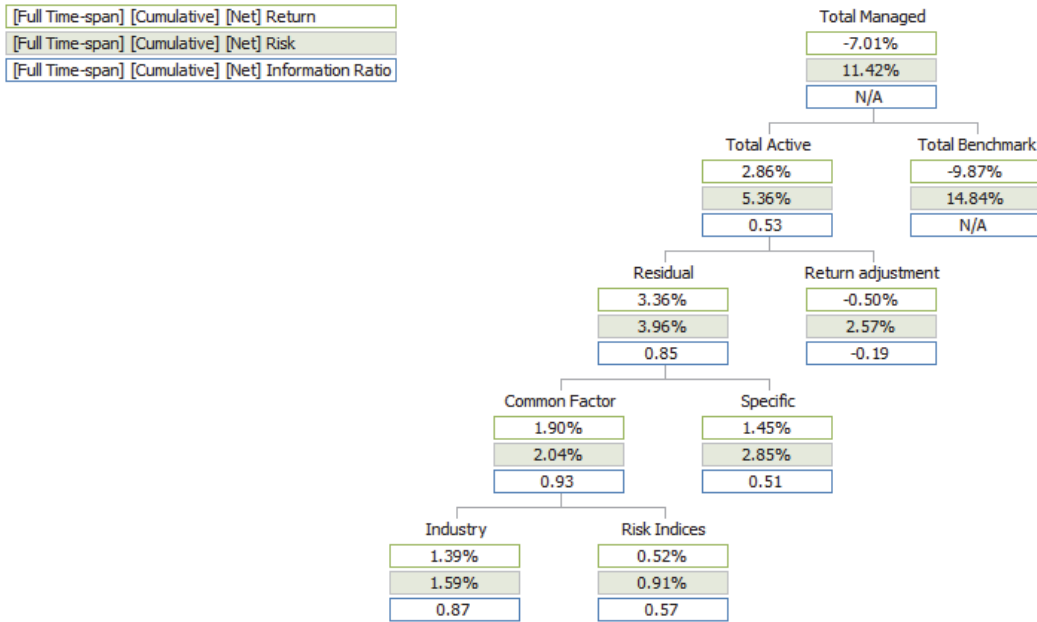 [Full Time-span] [Cumulative] [Net] Return
[Full Time-span] [Cumulative] [Net] Risk
[Full Time-span] [Cumulative] [Net] Information Ratio
Total Managed
-7.01%
11.42%
N/A
Total Active
2.86%
5.36%
0.53
Total Benchmark
-9.87%
14.84%
N/A
Residual
3.36%
3.96%
0.85
Return adjustment
-0.50%
2.57%
-0.19
Common Factor
1.90%
2.04%
0.93
Specific
1.45%
2.85%
0.51
Industry
1.39%
1.59%
0.87
Risk Indices
0.52%
0.91%
0.57